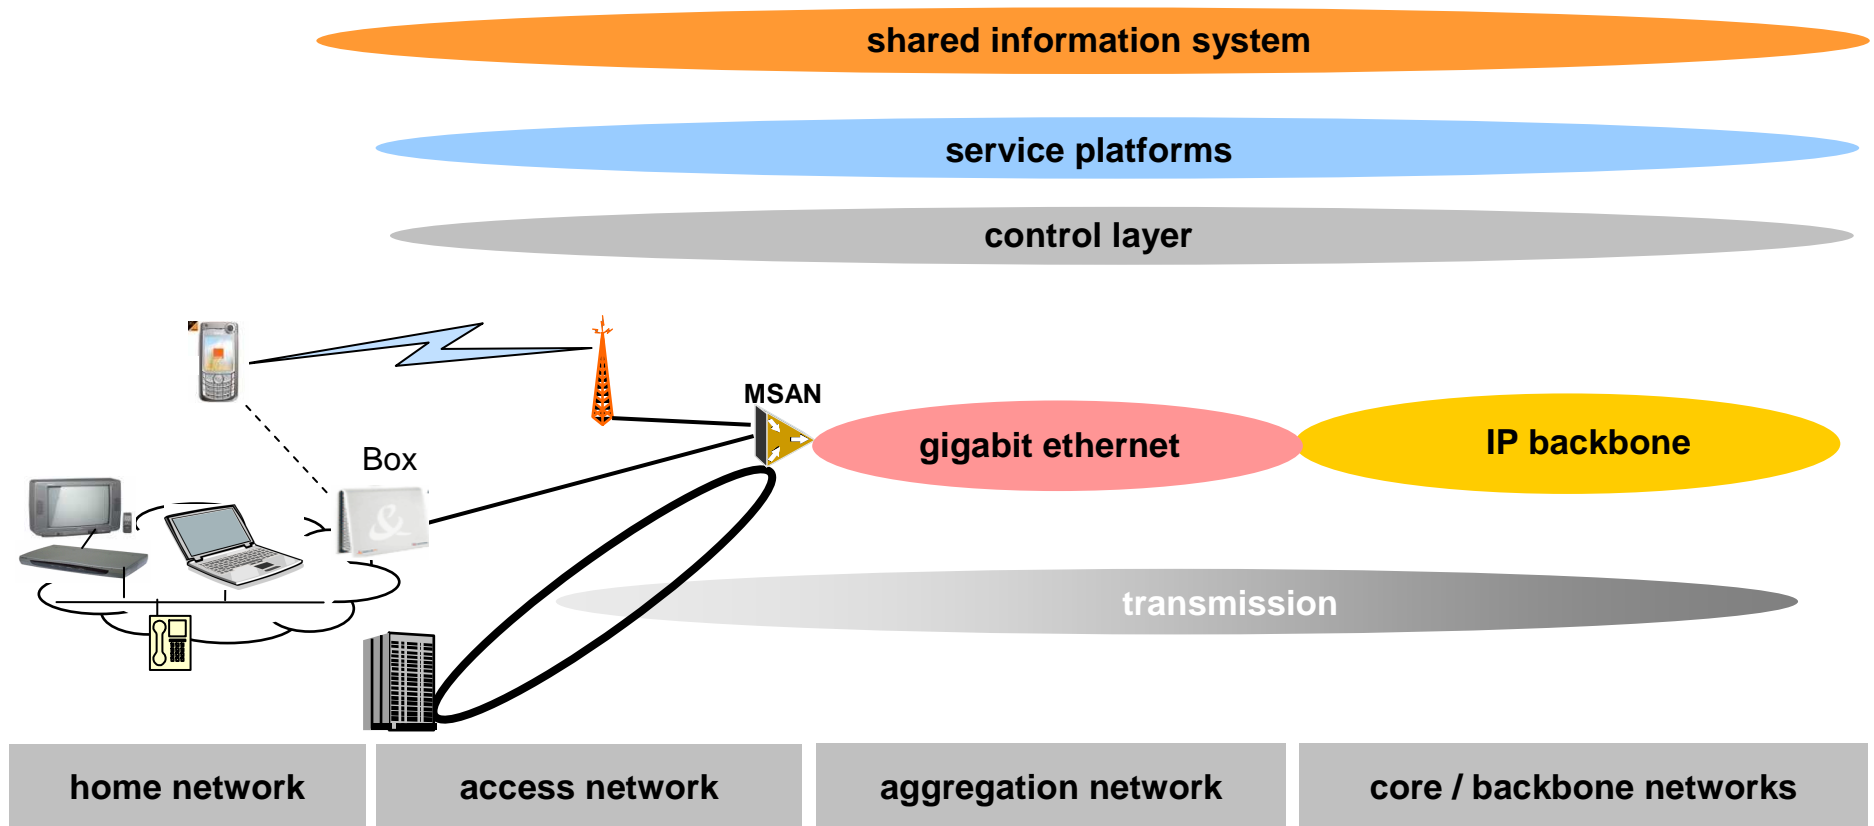 shared information system
service platforms
control layer
MSAN
gigabit ethernet
IP backbone
Box
&
transmission
home network
access network
aggregation network
core / backbone networks